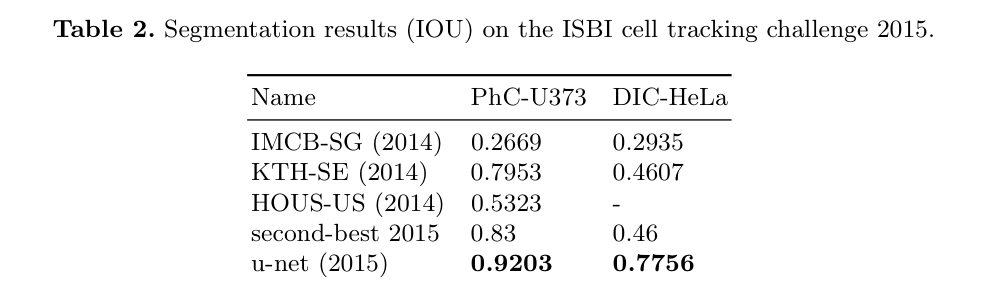 Table 2. Segmentation results (IOU) on the ISBI cell tracking challenge 2015.
Name PhC-U373 DIC-HeLa
IMCB-SG (2014) 0.2669 0.2935
KTH-SE (2014) 0.7953 0.4607
HOUS-US (2014) 0.5323 -
second-best 2015 0.83 0.46
u-net (2015) 0.9203 0.7756